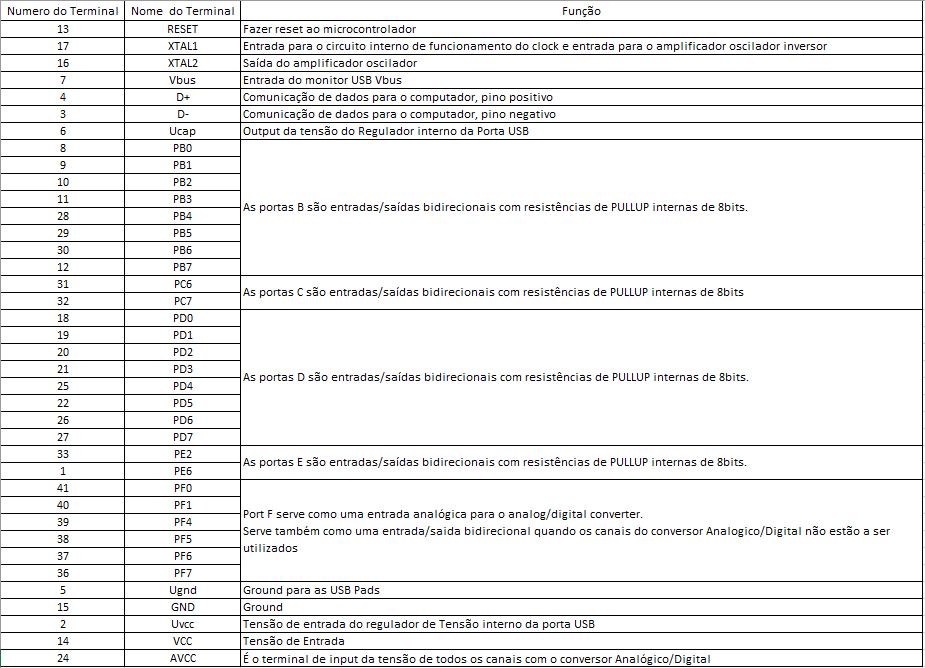 Numero do Terminal Nome do Terminal Função
13 RESET Fazer reset ao microcontrolador
17 XTAL1 Entrada para o circuito interno de funcionamento do clock e entrada para o amplificador oscilador inversor
16 XTAL2 Saída do amplificador oscilador
7 Vbus Entrada do monitor USB Vbus
4 D+ Comunicação de dados para o computador, pino positivo
3 D- Comunicação de dados para o computador, pino negativo
6 Ucap Output da tensão do Regulador interno da Porta USB
8 PB0
9 PB1
10 PB2
11 PB3
As portas B são entradas/saídas bidirecionais com resistências de PULLUP internas de 8bits.
28 PB4
29 PB5
30 PB6
12 PB7
31 PC6
As portas C são entradas/saídas bidirecionais com resistências de PULLUP internas de 8bits
32 PC7
18 PD0
19 PD1
20 PD2
21 PD3
As portas D são entradas/saídas bidirecionais com resistências de PULLUP internas de 8bits.
25 PD4
22 PD5
26 PD6
27 PD7
33 PE2
As portas E são entradas/saídas bidirecionais com resistências de PULLUP internas de 8bits.
1 PE6
41 PF0
40 PF1
Port F serve como uma entrada analógica para o analog/digital converter.
39 PF4
Serve também como uma entrada/saida bidirecional quando os canais do conversor Analogico/Digital não estão a ser
38 PF5
utilizados
37 PF6
36 PF7
5 Ugnd Ground para as USB Pads
15 GND Ground
2 Uvcc Tensão de entrada do regulador de Tensão interno da porta USB
14 VCC Tensão de Entrada
24 AVCC É o terminal de input da tensão de todos os canais com o conversor Analógico/Digital